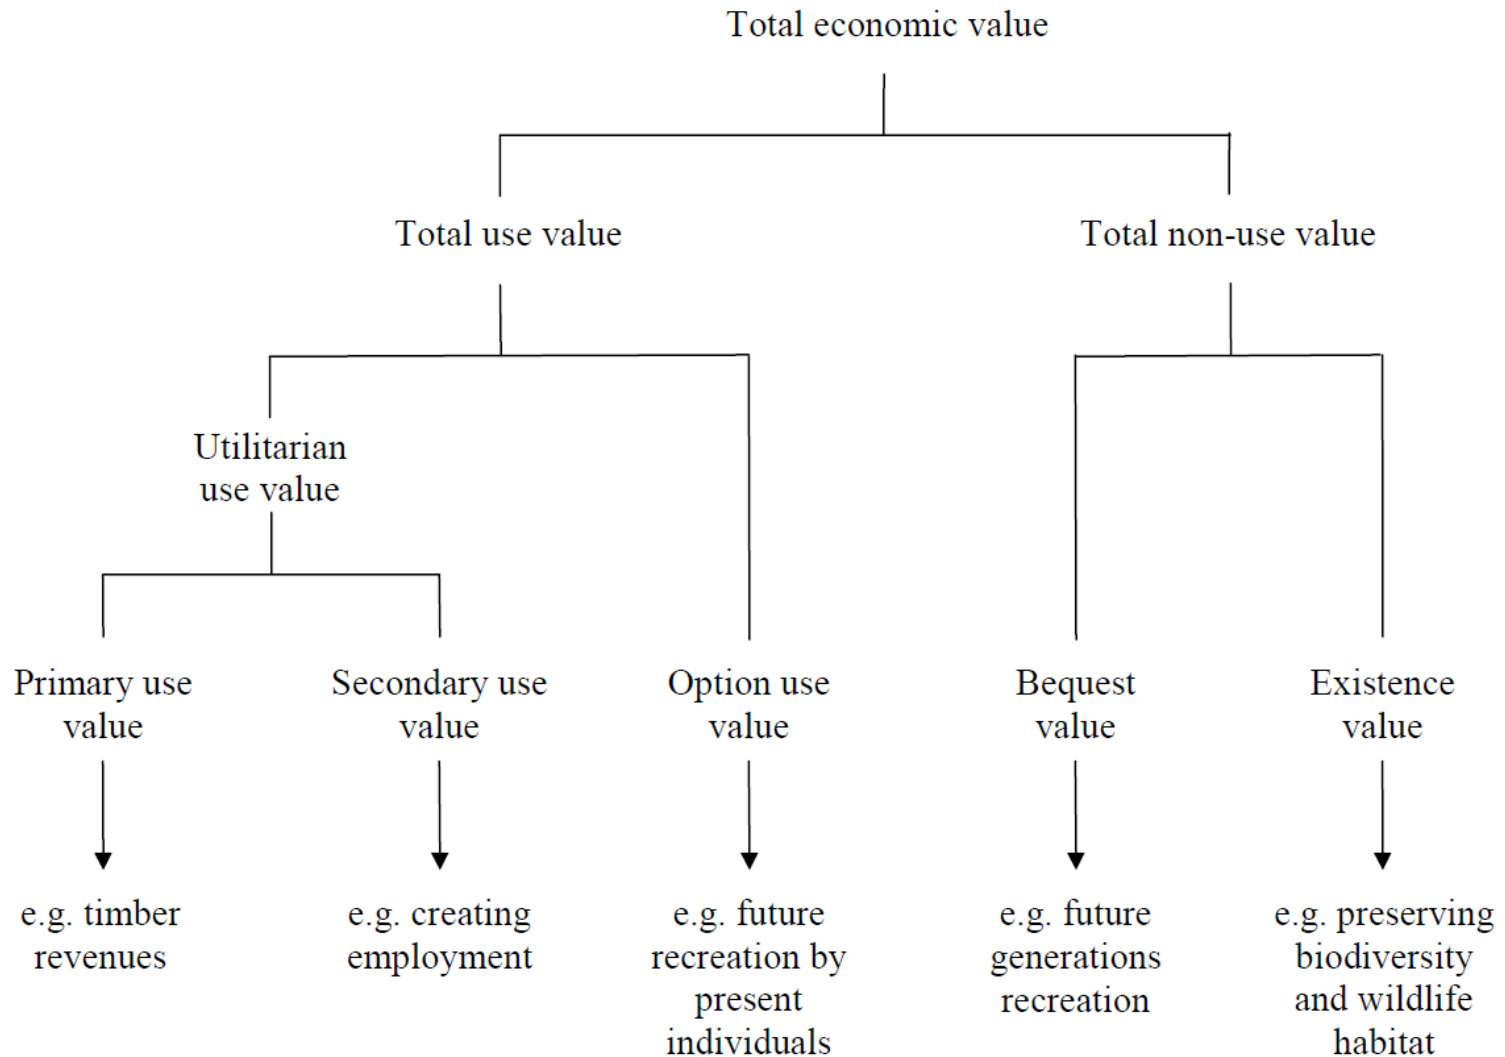 Total economic value
Total use value
Total non-use value
Utilitarian
use value
Primary use
value
Secondary use
value
Option use
value
Bequest
value
Existence
value
e.g. timber
revenues
e.g. creating
employment
e.g. future
recreation by
present
individuals
e.g. future
generations
recreation
e.g. preserving
biodiversity
and wildlife
habitat